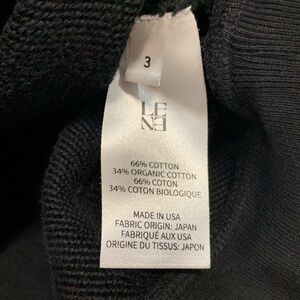 3
LE
EN
66% COTTON
34% ORGANIC COTTON
66% COTON
34% COTON BIOLOGIQUE
MADE IN USA
FABRIC ORIGIN: JAPAN
FABRIQUÉ AUX USA
ORIGINE DU TISSUS: JAPON